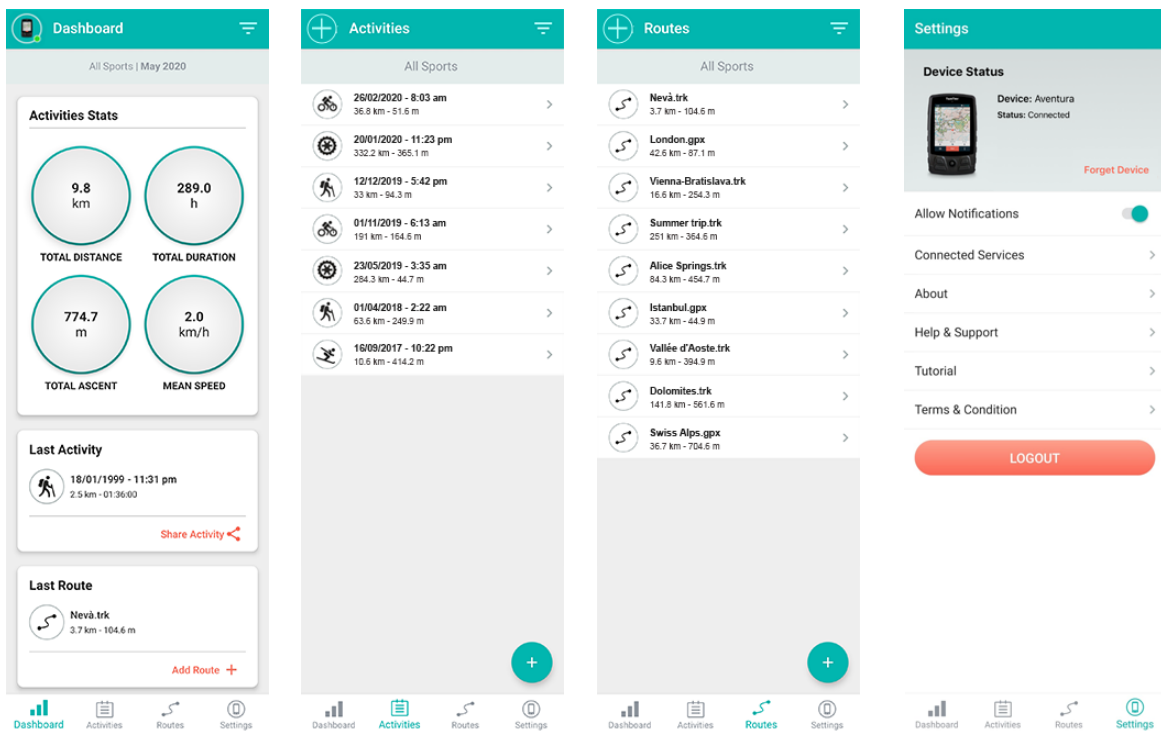 Dashboard
All Sports | May 2020
Activities Stats
9.8
km
289.0
h
TOTAL DISTANCE
TOTAL DURATION
774.7
m
2.0
km/h
TOTAL ASCENT
MEAN SPEED
Last Activity
18/01/1999 - 11:31 pm
2.5 km - 01:36:00
Share Activity
Last Route
Nevà.trk
3.7 km - 104.6 m
Add Route
Dashboard
Activities
Routes
Settings
Activities
All Sports
26/02/2020 - 8:03 am
36.8 km - 51.6 m
20/01/2020 - 11:23 pm
332.2 km - 365.1 m
12/12/2019 - 5:42 pm
33 km - 94.3 m
01/11/2019 - 6:13 am
191 km - 164.6 m
23/05/2019 - 3:35 am
284.3 km - 44.7 m
01/04/2018 - 2:22 am
63.6 km - 249.9 m
16/09/2017 - 10:22 pm
10.6 km - 414.2 m
Dashboard
Activities
Routes
Settings
Routes
All Sports
Nevà.trk
3.7 km - 104.6 m
London.gpx
42.6 km - 87.1 m
Vienna-Bratislava.trk
16.6 km - 254.3 m
Summer trip.trk
251 km - 364.6 m
Alice Springs.trk
84.3 km - 454.7 m
Istanbul.gpx
33.7 km - 44.9 m
Vallée d'Aoste.trk
9.6 km - 394.9 m
Dolomites.trk
141.8 km - 561.6 m
Swiss Alps.gpx
36.7 km - 704.6 m
Dashboard
Activities
Routes
Settings
Settings
Device Status
Device: Aventura
Status: Connected
Forget Device
Allow Notifications
Connected Services
About
Help & Support
Tutorial
Terms & Condition
LOGOUT
Dashboard
Activities
Routes
Settings